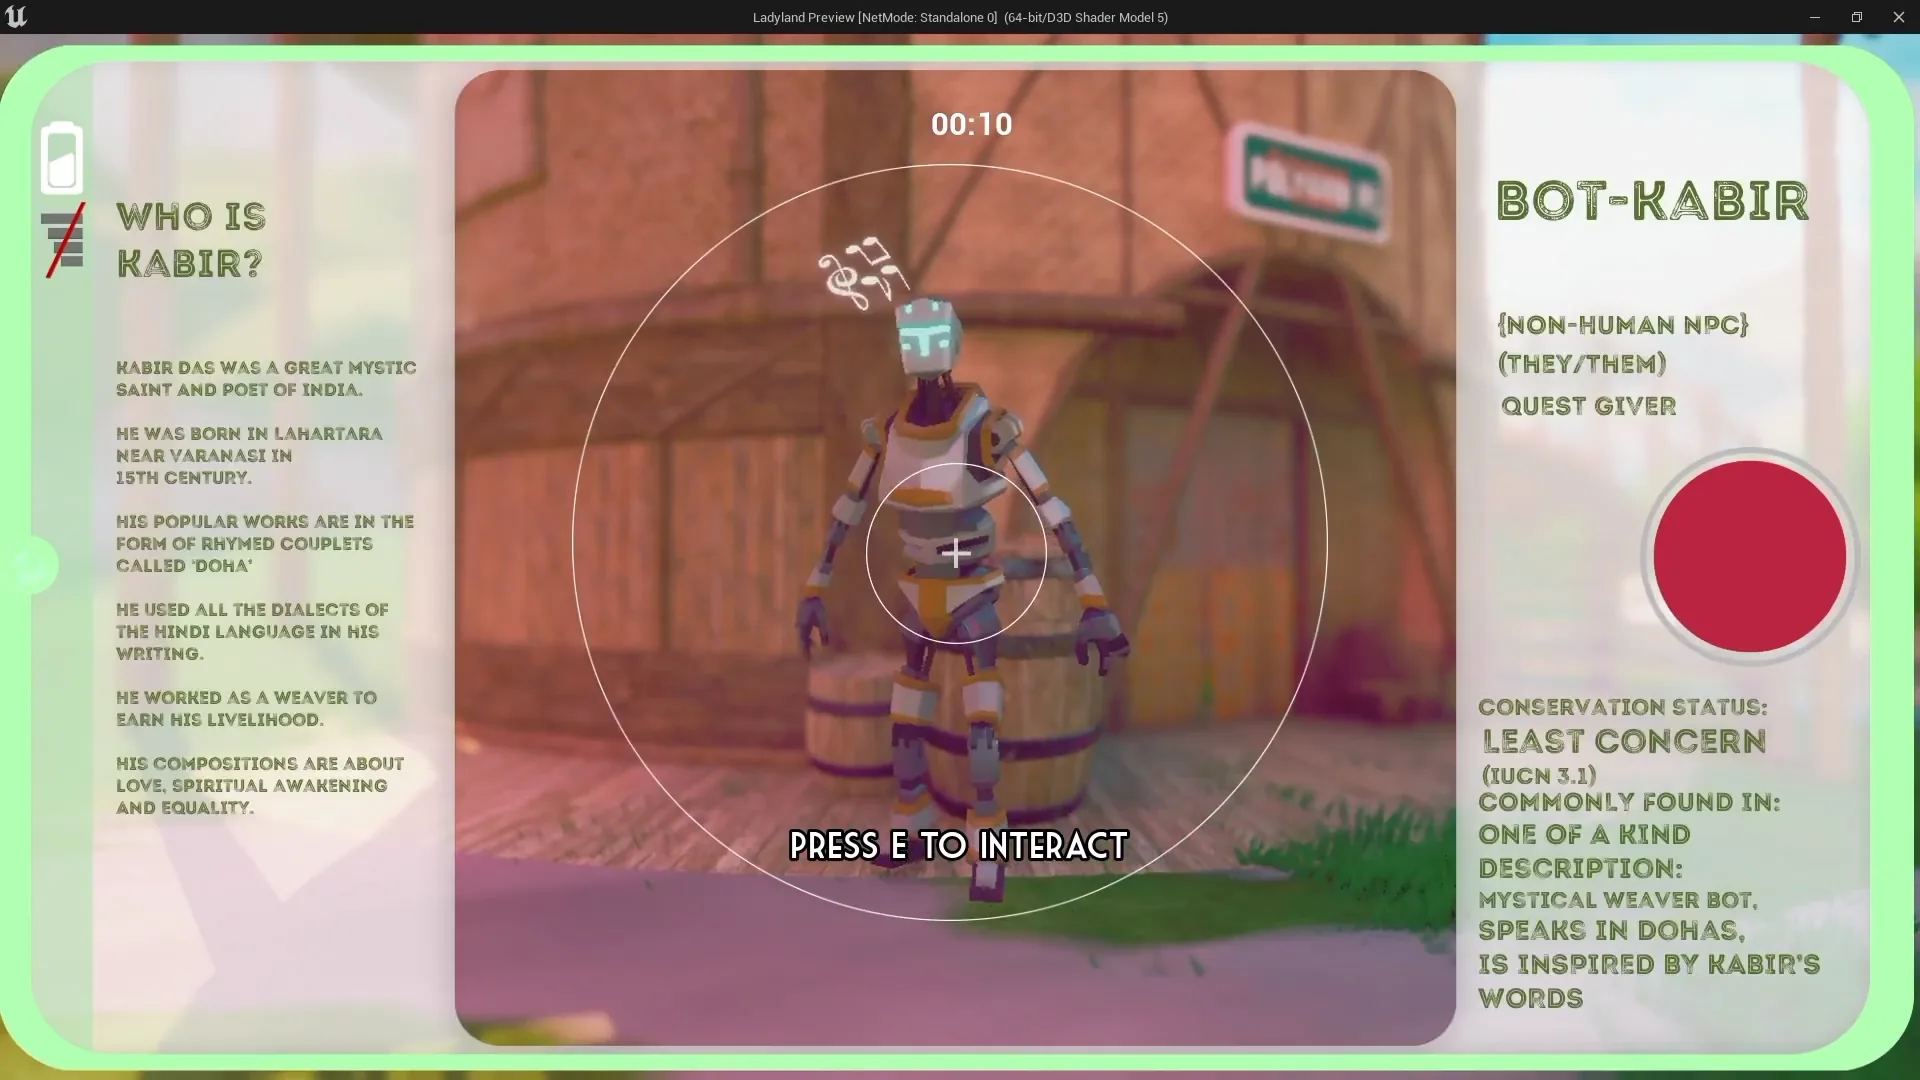 Ladyland Preview [NetMode: Standalone 0] (64-bit/D3D Shader Model 5)
WHO IS
KABIR?
KABIR DAS WAS A GREAT MYSTIC
SAINT AND POET OF INDIA.
HE WAS BORN IN LAHARTARA
NEAR VARANASI IN
15TH CENTURY.
HIS POPULAR WORKS ARE IN THE
FORM OF RHYMED COUPLETS
CALLED 'DOHA'
HE USED ALL THE DIALECTS OF
THE HINDI LANGUAGE IN HIS
WRITING.
HE WORKED AS A WEAVER TO
EARN HIS LIVELIHOOD.
HIS COMPOSITIONS ARE ABOUT
LOVE, SPIRITUAL AWAKENING
AND EQUALITY.
00:10
PRESS E TO INTERACT
BOT-KABIR
{NON-HUMAN NPC}
(THEY/THEM)
QUEST GIVER
CONSERVATION STATUS:
LEAST CONCERN
(IUCN 3.1)
COMMONLY FOUND IN:
ONE OF A KIND
DESCRIPTION:
MYSTICAL WEAVER BOT,
SPEAKS IN DOHAS,
IS INSPIRED BY KABIR'S
WORDS